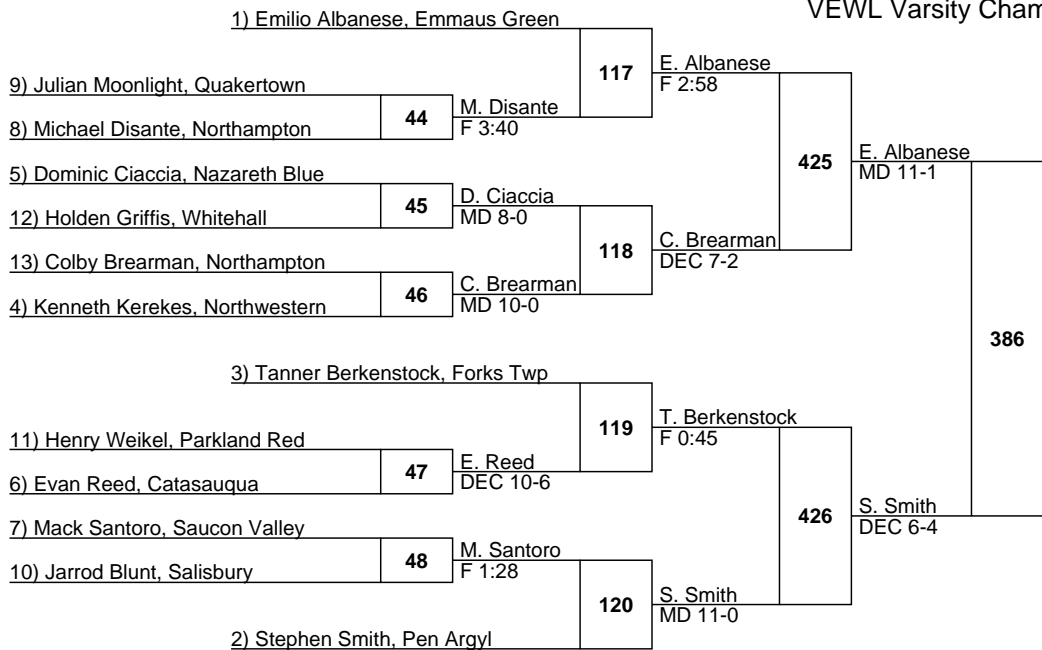 VEWL Varsity Cham
1) Emilio Albanese, Emmaus Green
117
E. Albanese
F 2:58
9) Julian Moonlight, Quakertown
44
M. Disante
F 3:40
8) Michael Disante, Northampton
425
E. Albanese
MD 11-1
5) Dominic Ciaccia, Nazareth Blue
45
D. Ciaccia
MD 8-0
12) Holden Griffis, Whitehall
118
C. Brearman
DEC 7-2
13) Colby Brearman, Northampton
46
C. Brearman
MD 10-0
4) Kenneth Kerekes, Northwestern
386
3) Tanner Berkenstock, Forks Twp
119
T. Berkenstock
F 0:45
11) Henry Weikel, Parkland Red
47
E. Reed
DEC 10-6
6) Evan Reed, Catasauqua
426
S. Smith
DEC 6-4
7) Mack Santoro, Saucon Valley
48
M. Santoro
F 1:28
10) Jarrod Blunt, Salisbury
120
S. Smith
MD 11-0
2) Stephen Smith, Pen Argyl